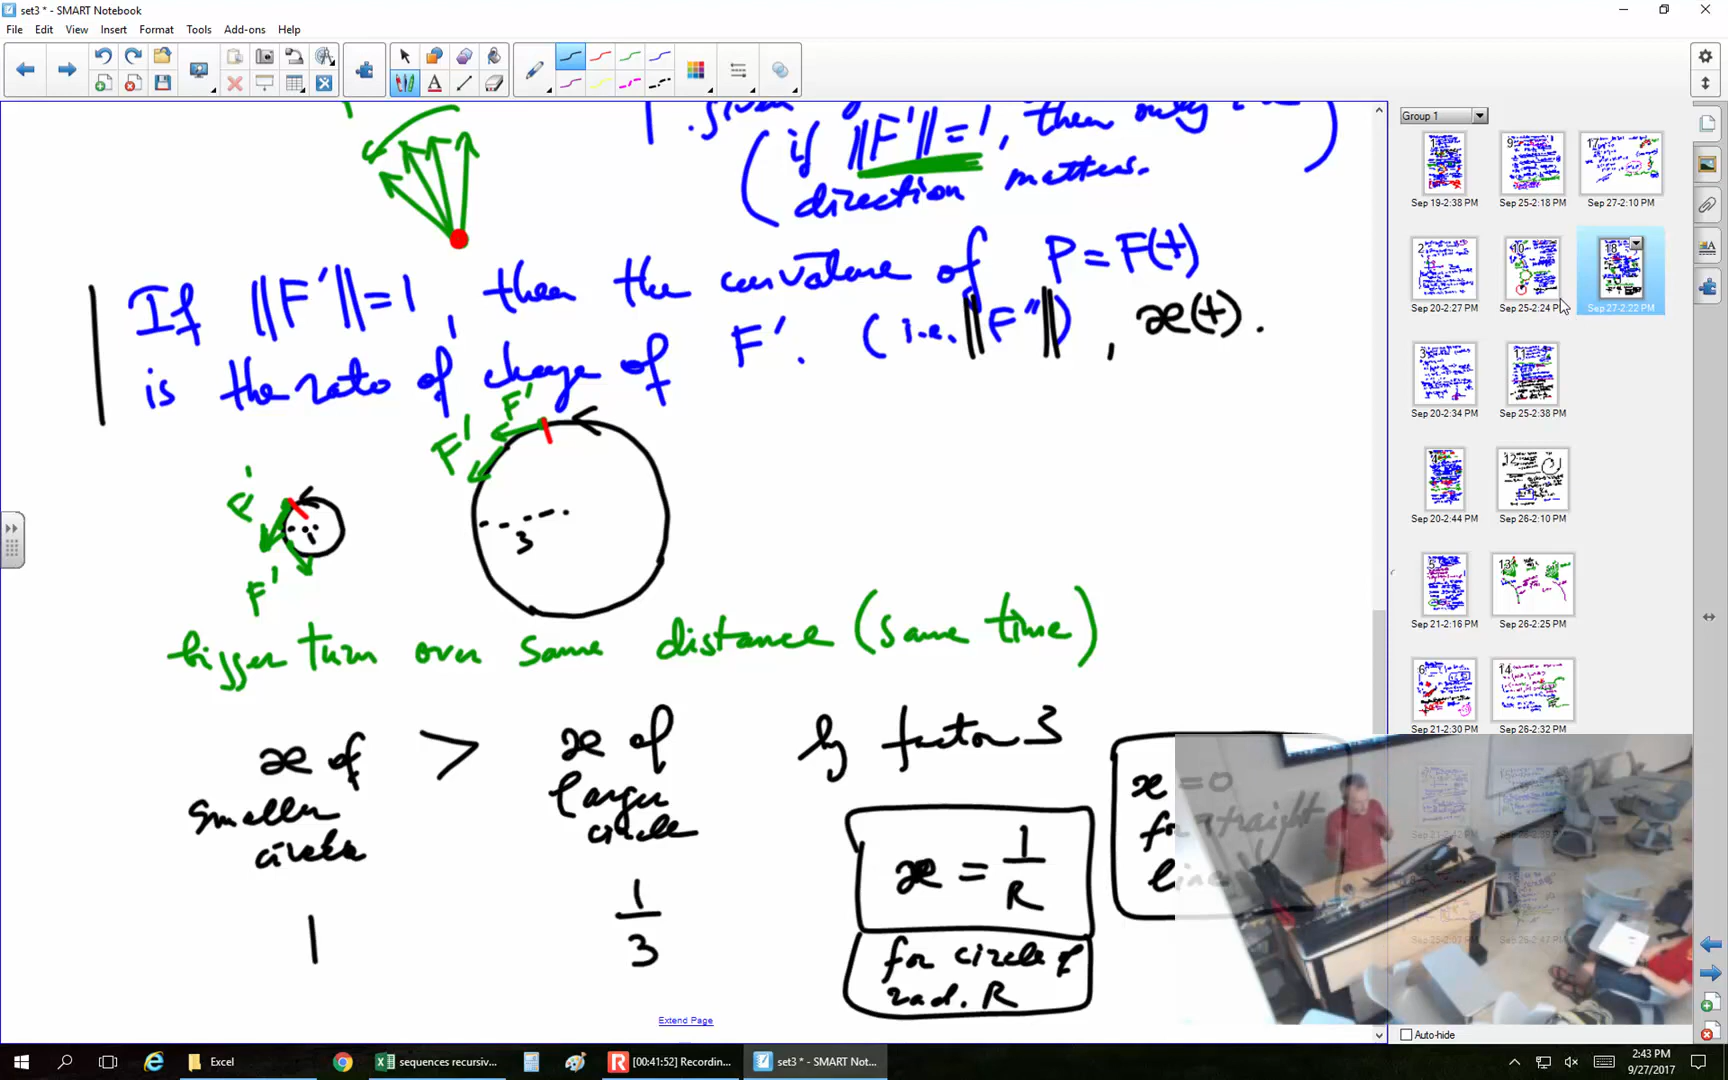 set3 * - SMART Notebook
File Edit View Insert Format Tools Add-ons Help
given
(if ||F'||=1, then only
direction matters.
If ||F'||=1, then the curvature of P=F(t)
is the rate of change of F'. (i.e. ||F''||), ϰ(t).
F'
F'
F'
F'
1
3
bigger turn over same distance (same time)
ϰ of > ϰ of by factor 3
smaller larger
circle circle
1
1/3
ϰ = 1/R
for circle of
rad. R
ϰ=0
for straight
line
Extend Page
Group 1
Sep 19-2:38 PM
Sep 25-2:18 PM
Sep 27-2:10 PM
Sep 20-2:27 PM
Sep 25-2:24 P
Sep 27-2:22 PM
Sep 20-2:34 PM
Sep 25-2:38 PM
Sep 20-2:44 PM
Sep 26-2:10 PM
Sep 21-2:16 PM
Sep 26-2:25 PM
Sep 21-2:30 PM
Sep 26-2:32 PM
Auto-hide
Excel
sequences recursiv...
[00:41:52] Recordin...
set3 * - SMART Not...
2:43 PM
9/27/2017